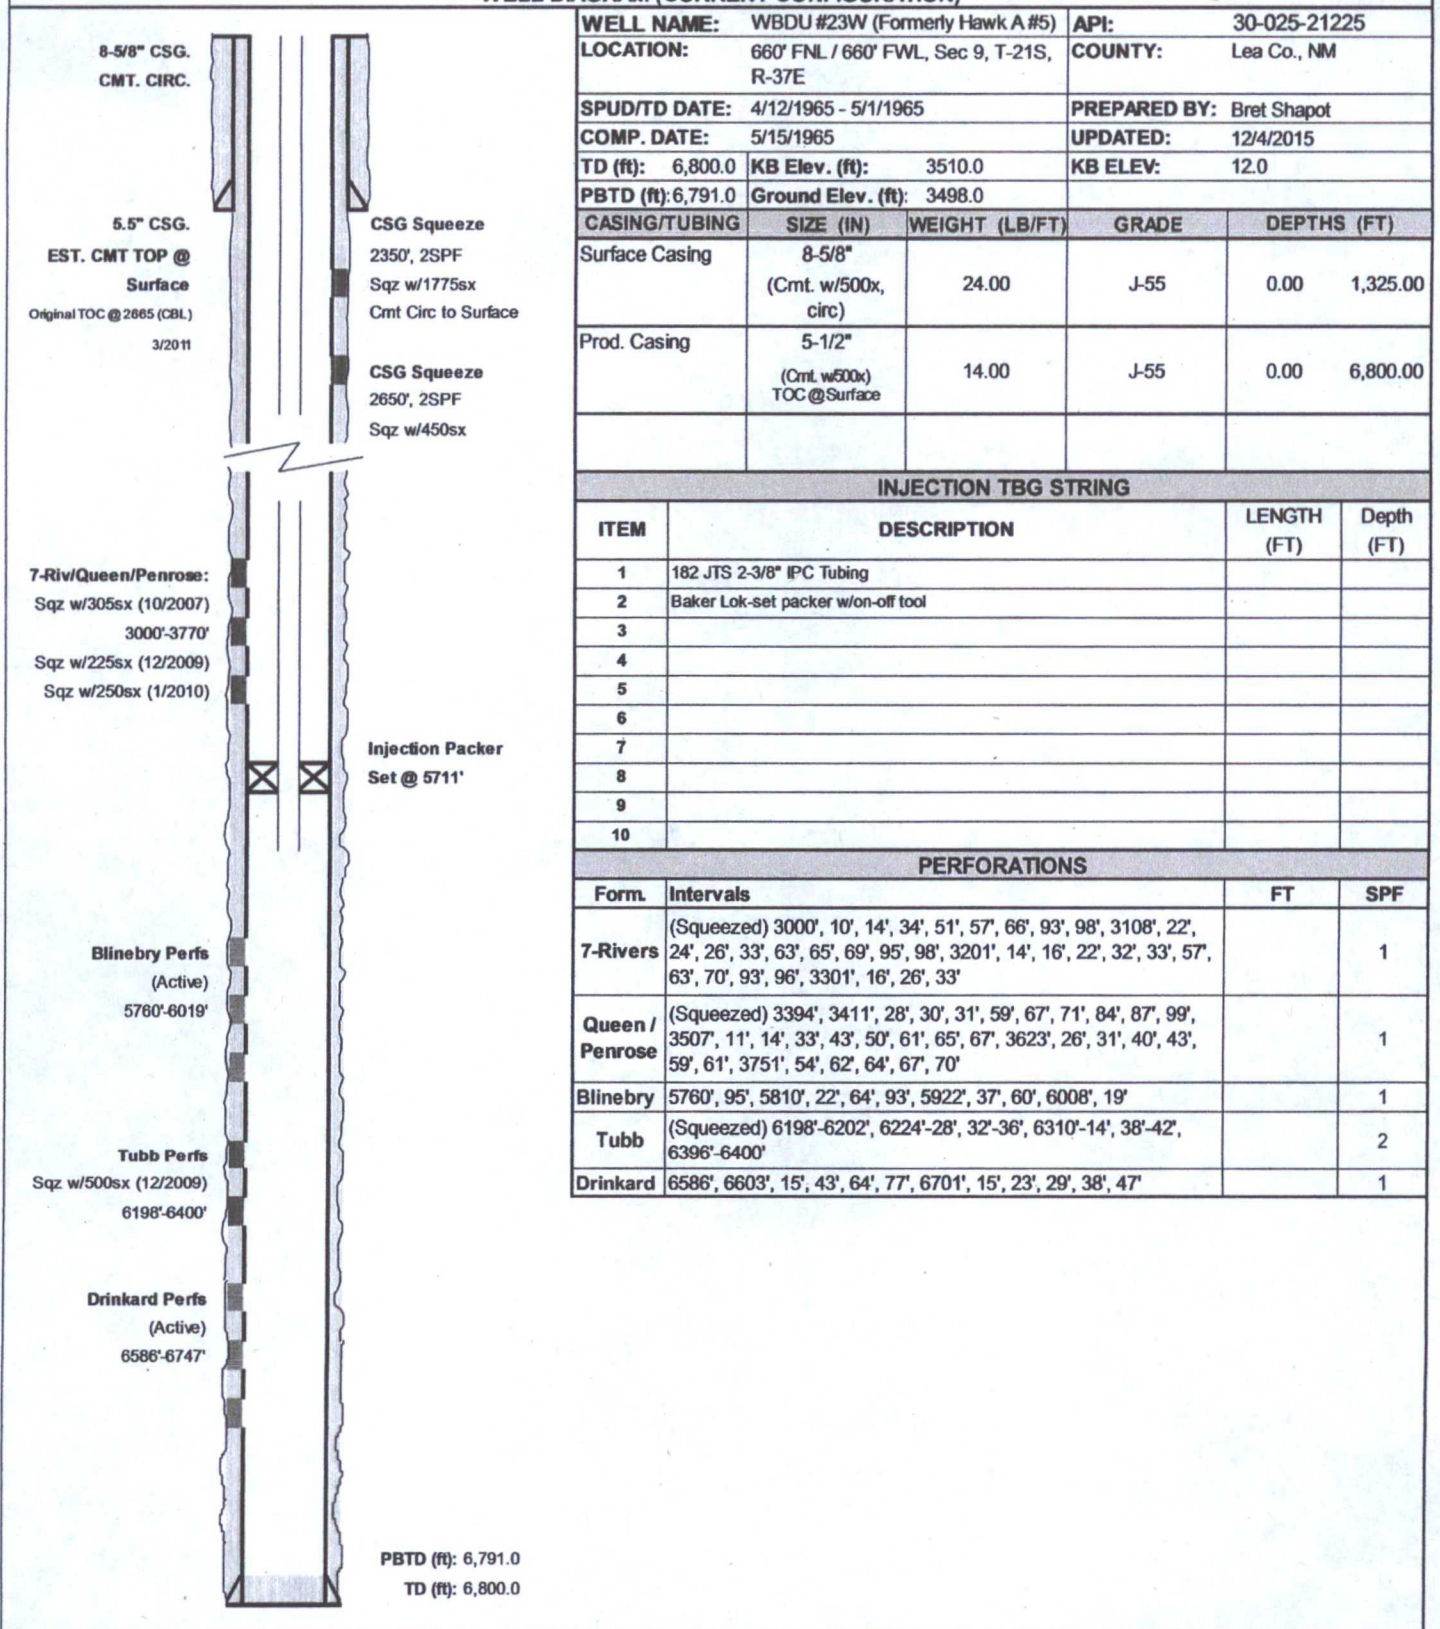 WELL DIAGRAM (CURRENT CONFIGURATION)
WELL NAME: WBDU #23W (Formerly Hawk A #5) API: 30-025-21225
LOCATION: 660' FNL / 660' FWL, Sec 9, T-21S, COUNTY: Lea Co., NM
R-37E
SPUD/TD DATE: 4/12/1965 - 5/1/1965 PREPARED BY: Bret Shapot
COMP. DATE: 5/15/1965 UPDATED: 12/4/2015
TD (ft): 6,800.0 KB Elev. (ft): 3510.0 KB ELEV: 12.0
PBTD (ft): 6,791.0 Ground Elev. (ft): 3498.0
CASING/TUBING SIZE (IN) WEIGHT (LB/FT) GRADE DEPTHS (FT)
Surface Casing 8-5/8"
(Cmt. w/500x, 24.00 J-55 0.00 1,325.00
circ)
Prod. Casing 5-1/2"
(Cmt. w/500x) 14.00 J-55 0.00 6,800.00
TOC @ Surface
INJECTION TBG STRING
ITEM DESCRIPTION LENGTH Depth
(FT) (FT)
1 182 JTS 2-3/8" IPC Tubing
2 Baker Lok-set packer w/on-off tool
3
4
5
6
7
8
9
10
PERFORATIONS
Form. Intervals FT SPF
(Squeezed) 3000', 10', 14', 34', 51', 57', 66', 93', 98', 3108', 22',
7-Rivers 24', 26', 33', 63', 65', 69', 95', 98', 3201', 14', 16', 22', 32', 33', 57', 1
63', 70', 93', 96', 3301', 16', 26', 33'
Queen / (Squeezed) 3394', 3411', 28', 30', 31', 59', 67', 71', 84', 87', 99',
Penrose 3507', 11', 14', 33', 43', 50', 61', 65', 67', 3623', 26', 31', 40', 43', 1
59', 61', 3751', 54', 62', 64', 67', 70'
Blinebry 5760', 95', 5810', 22', 64', 93', 5922', 37', 60', 6008', 19' 1
Tubb (Squeezed) 6198'-6202', 6224'-28', 32'-36', 6310'-14', 38'-42', 2
6396'-6400'
Drinkard 6586', 6603', 15', 43', 64', 77', 6701', 15', 23', 29', 38', 47' 1
8-5/8" CSG.
CMT. CIRC.
5.5" CSG.
EST. CMT TOP @
Surface
Original TOC @ 2665 (CBL)
3/2011
CSG Squeeze
2350', 2SPF
Sqz w/1775sx
Cmt Circ to Surface
CSG Squeeze
2650', 2SPF
Sqz w/450sx
7-Riv/Queen/Penrose:
Sqz w/305sx (10/2007)
3000'-3770'
Sqz w/225sx (12/2009)
Sqz w/250sx (1/2010)
Injection Packer
Set @ 5711'
Blinebry Perfs
(Active)
5760'-6019'
Tubb Perfs
Sqz w/500sx (12/2009)
6198'-6400'
Drinkard Perfs
(Active)
6586'-6747'
PBTD (ft): 6,791.0
TD (ft): 6,800.0